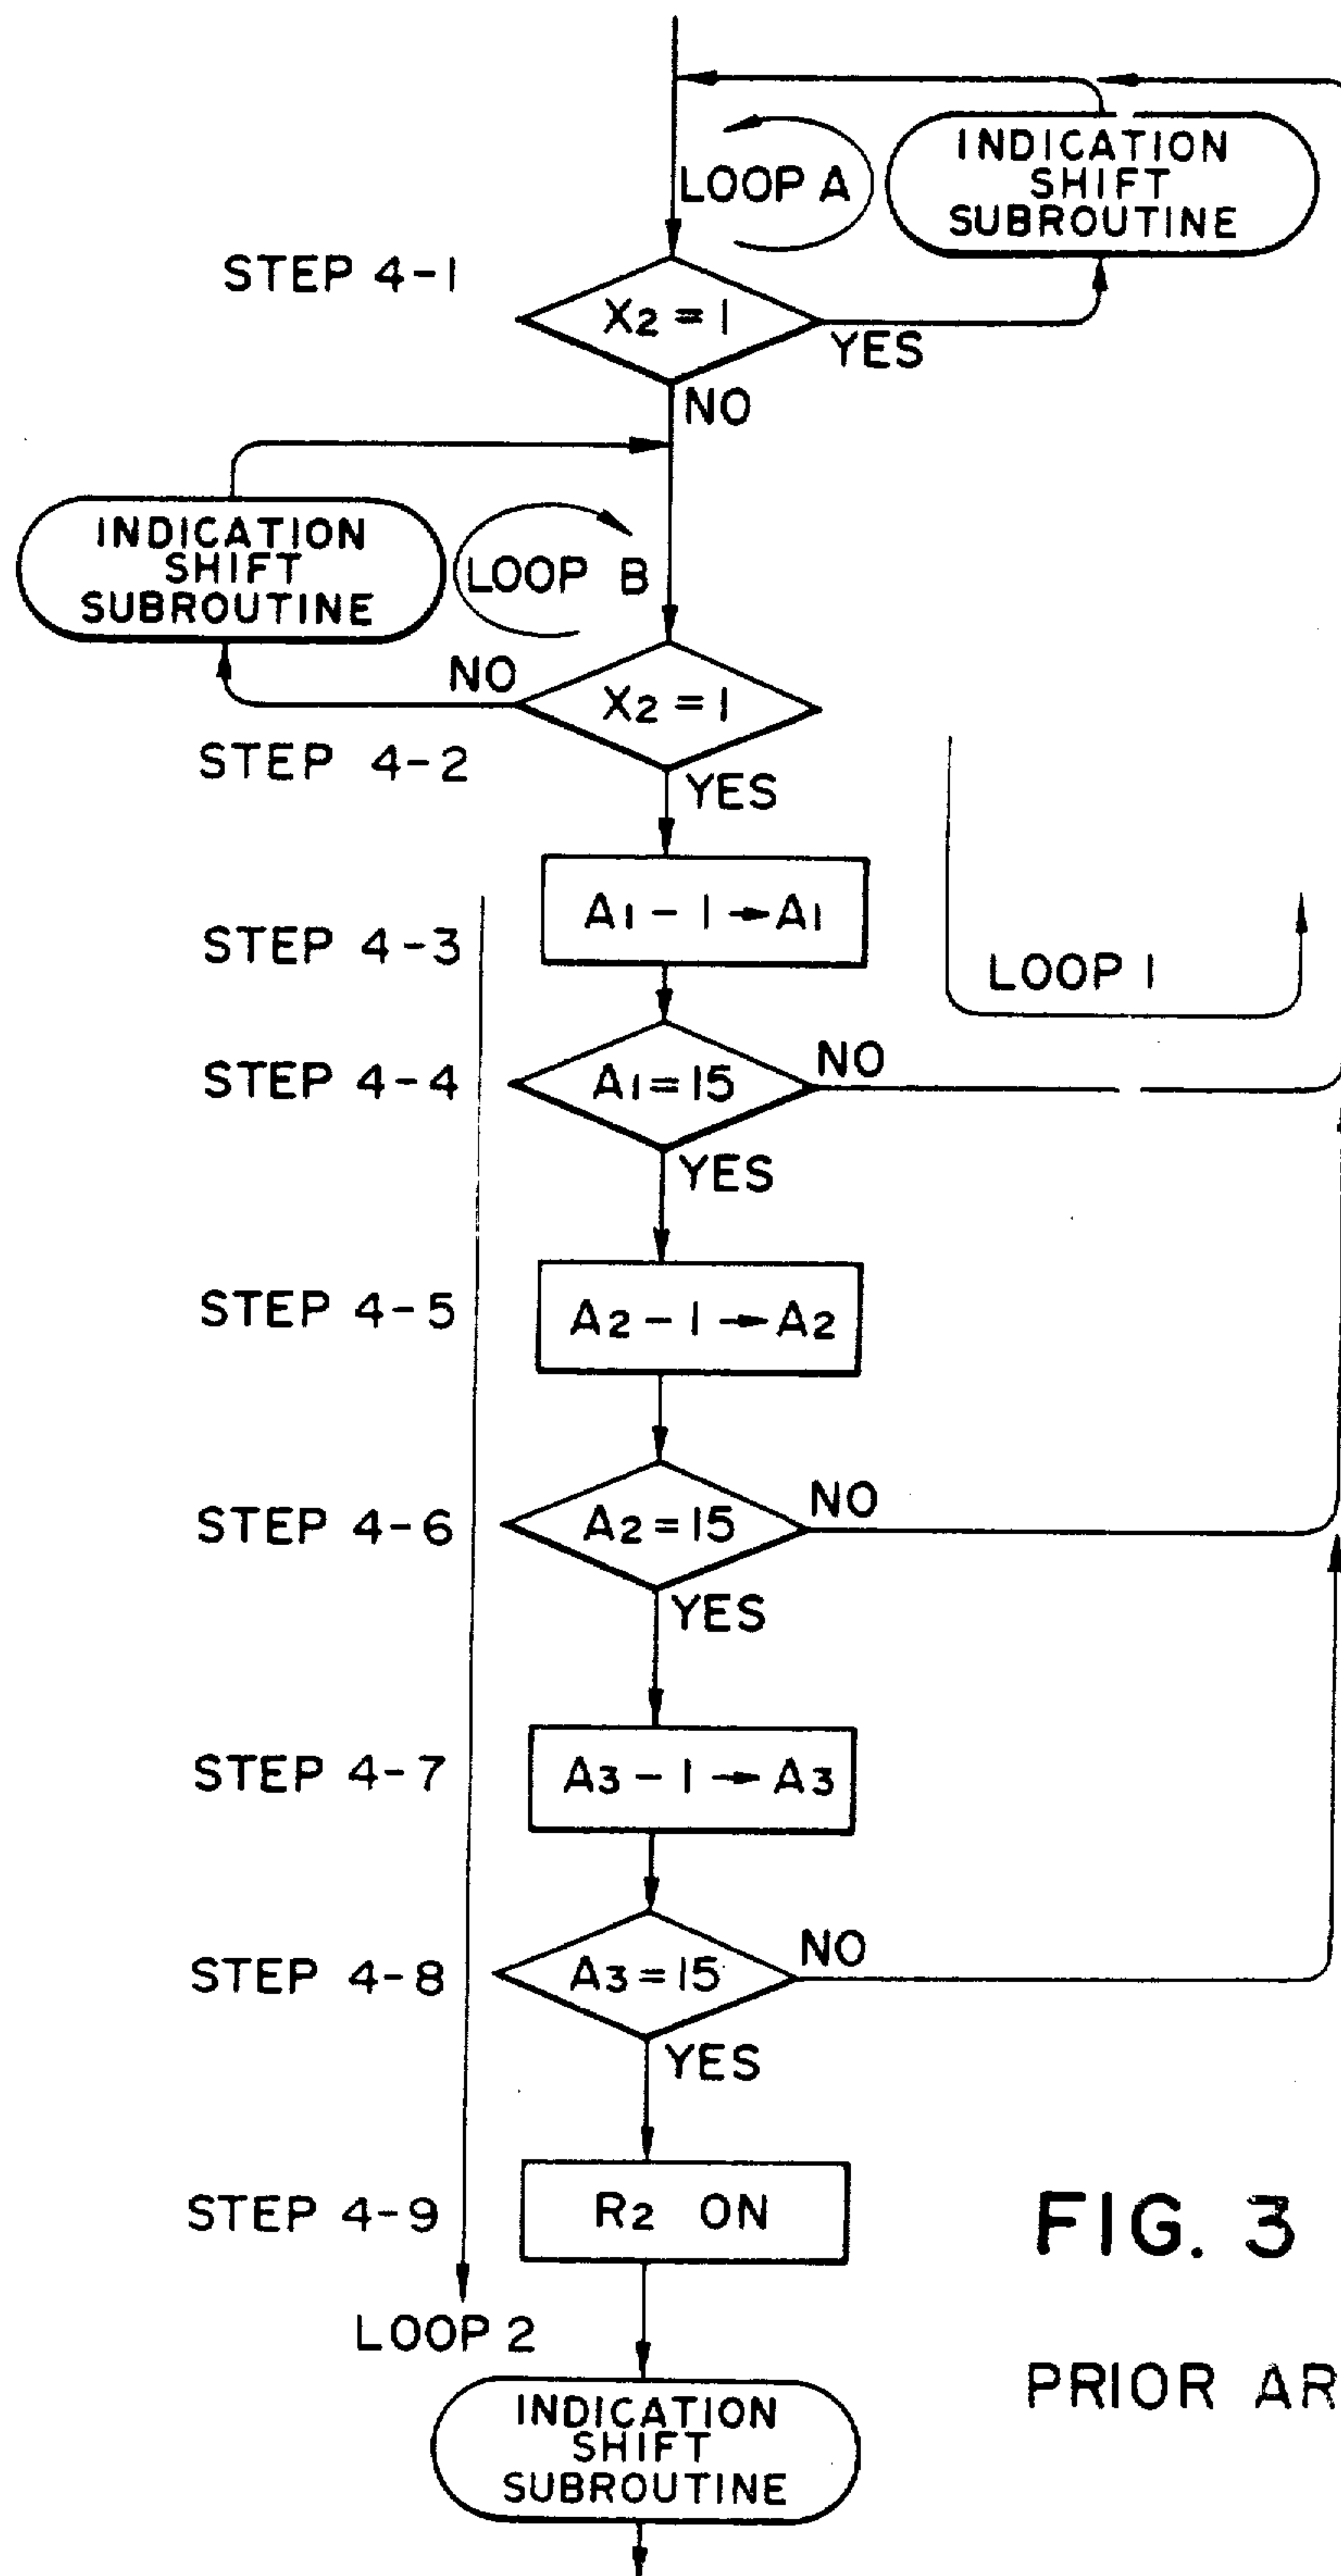 INDICATION
SHIFT
SUBROUTINE
LOOP A
STEP 4-1
X2 = 1
YES
NO
INDICATION
SHIFT
SUBROUTINE
LOOP B
NO
X2 = 1
STEP 4-2
YES
A1 - 1 → A1
STEP 4-3
LOOP 1
STEP 4-4
A1 = 15
NO
YES
STEP 4-5
A2 - 1 → A2
STEP 4-6
A2 = 15
NO
YES
STEP 4-7
A3 - 1 → A3
STEP 4-8
A3 = 15
NO
YES
STEP 4-9
R2 ON
FIG. 3
LOOP 2
PRIOR AR
INDICATION
SHIFT
SUBROUTINE